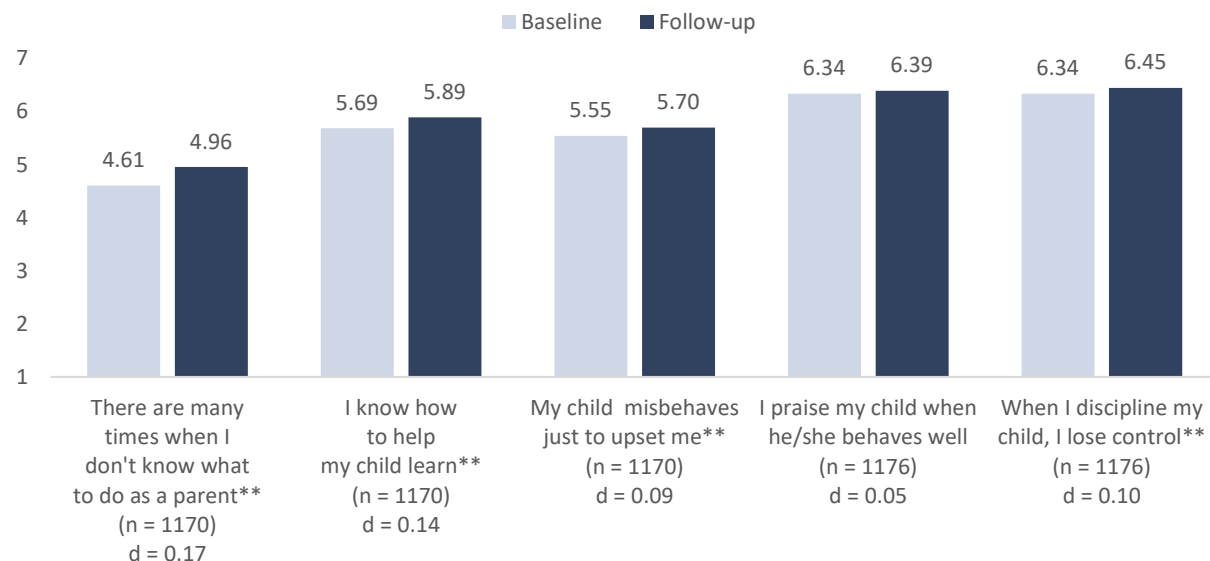 Baseline Follow-up
7
6
5
4
3
2
1
4.61 4.96 5.69 5.89 5.55 5.70 6.34 6.39 6.34 6.45
There are many
times when I
don't know what
to do as a parent**
(n = 1170)
d = 0.17
I know how
to help
my child learn**
(n = 1170)
d = 0.14
My child misbehaves
just to upset me**
(n = 1170)
d = 0.09
I praise my child when
he/she behaves well
(n = 1176)
d = 0.05
When I discipline my
child, I lose control**
(n = 1176)
d = 0.10